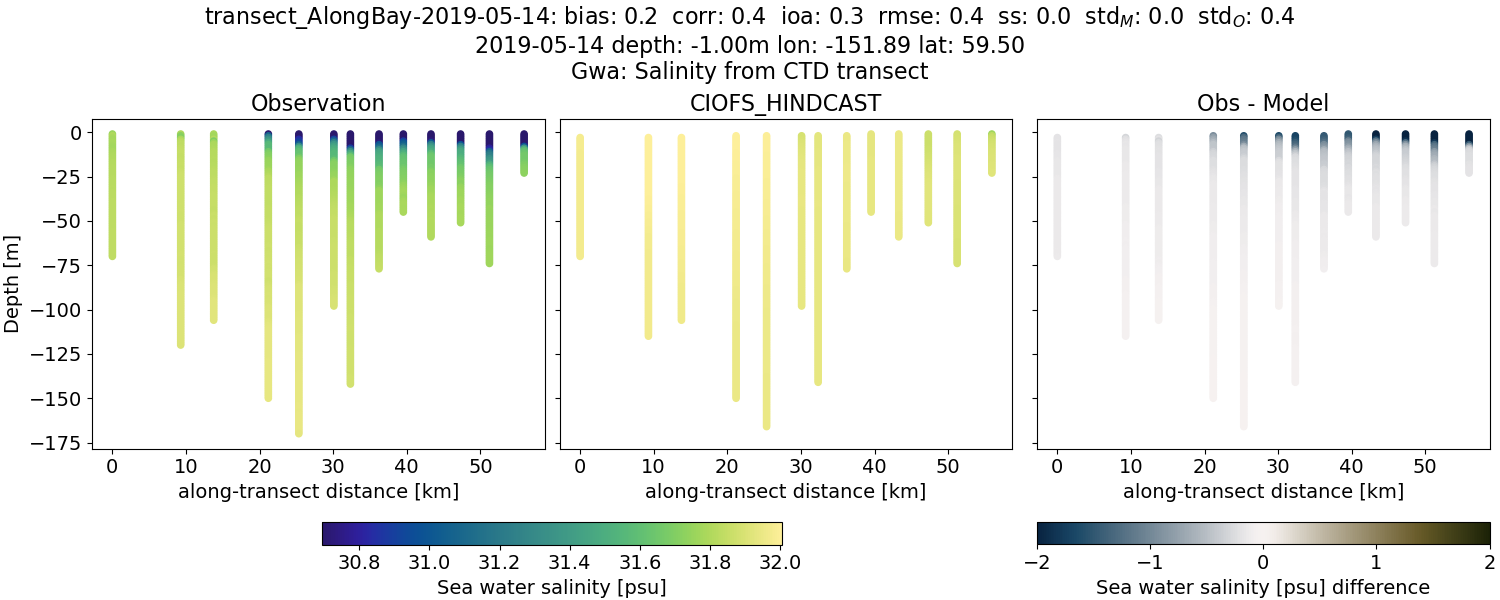 transect_AlongBay-2019-05-14: bias: 0.2 corr: 0.4 ioa: 0.3 rmse: 0.4 ss: 0.0 std_M: 0.0 std_O: 0.4
2019-05-14 depth: -1.00m lon: -151.89 lat: 59.50
Gwa: Salinity from CTD transect
Observation CIOFS_HINDCAST Obs - Model
Depth [m]
0
−25
−50
−75
−100
−125
−150
−175
0 10 20 30 40 50 0 10 20 30 40 50 0 10 20 30 40 50
along-transect distance [km] along-transect distance [km] along-transect distance [km]
30.8 31.0 31.2 31.4 31.6 31.8 32.0 −2 −1 0 1 2
Sea water salinity [psu] Sea water salinity [psu] difference